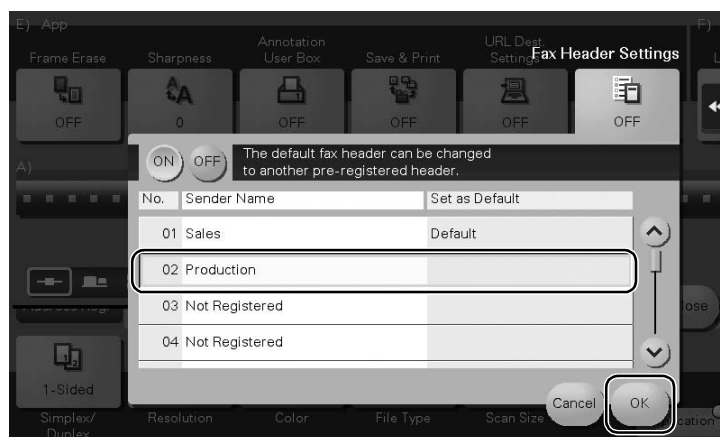 E) App
F)
Frame Erase
Sharpness
Annotation
User Box
Save & Print
URL Dest.
Settings
Fax Header Settings
OFF
0
OFF
OFF
OFF
OFF
A)
ON
OFF
The default fax header can be changed
to another pre-registered header.
No.
Sender Name
Set as Default
01 Sales
Default
02 Production
03 Not Registered
04 Not Registered
1-Sided
Cancel
OK
Simplex/
Duplex
Resolution
Color
File Type
Scan Size